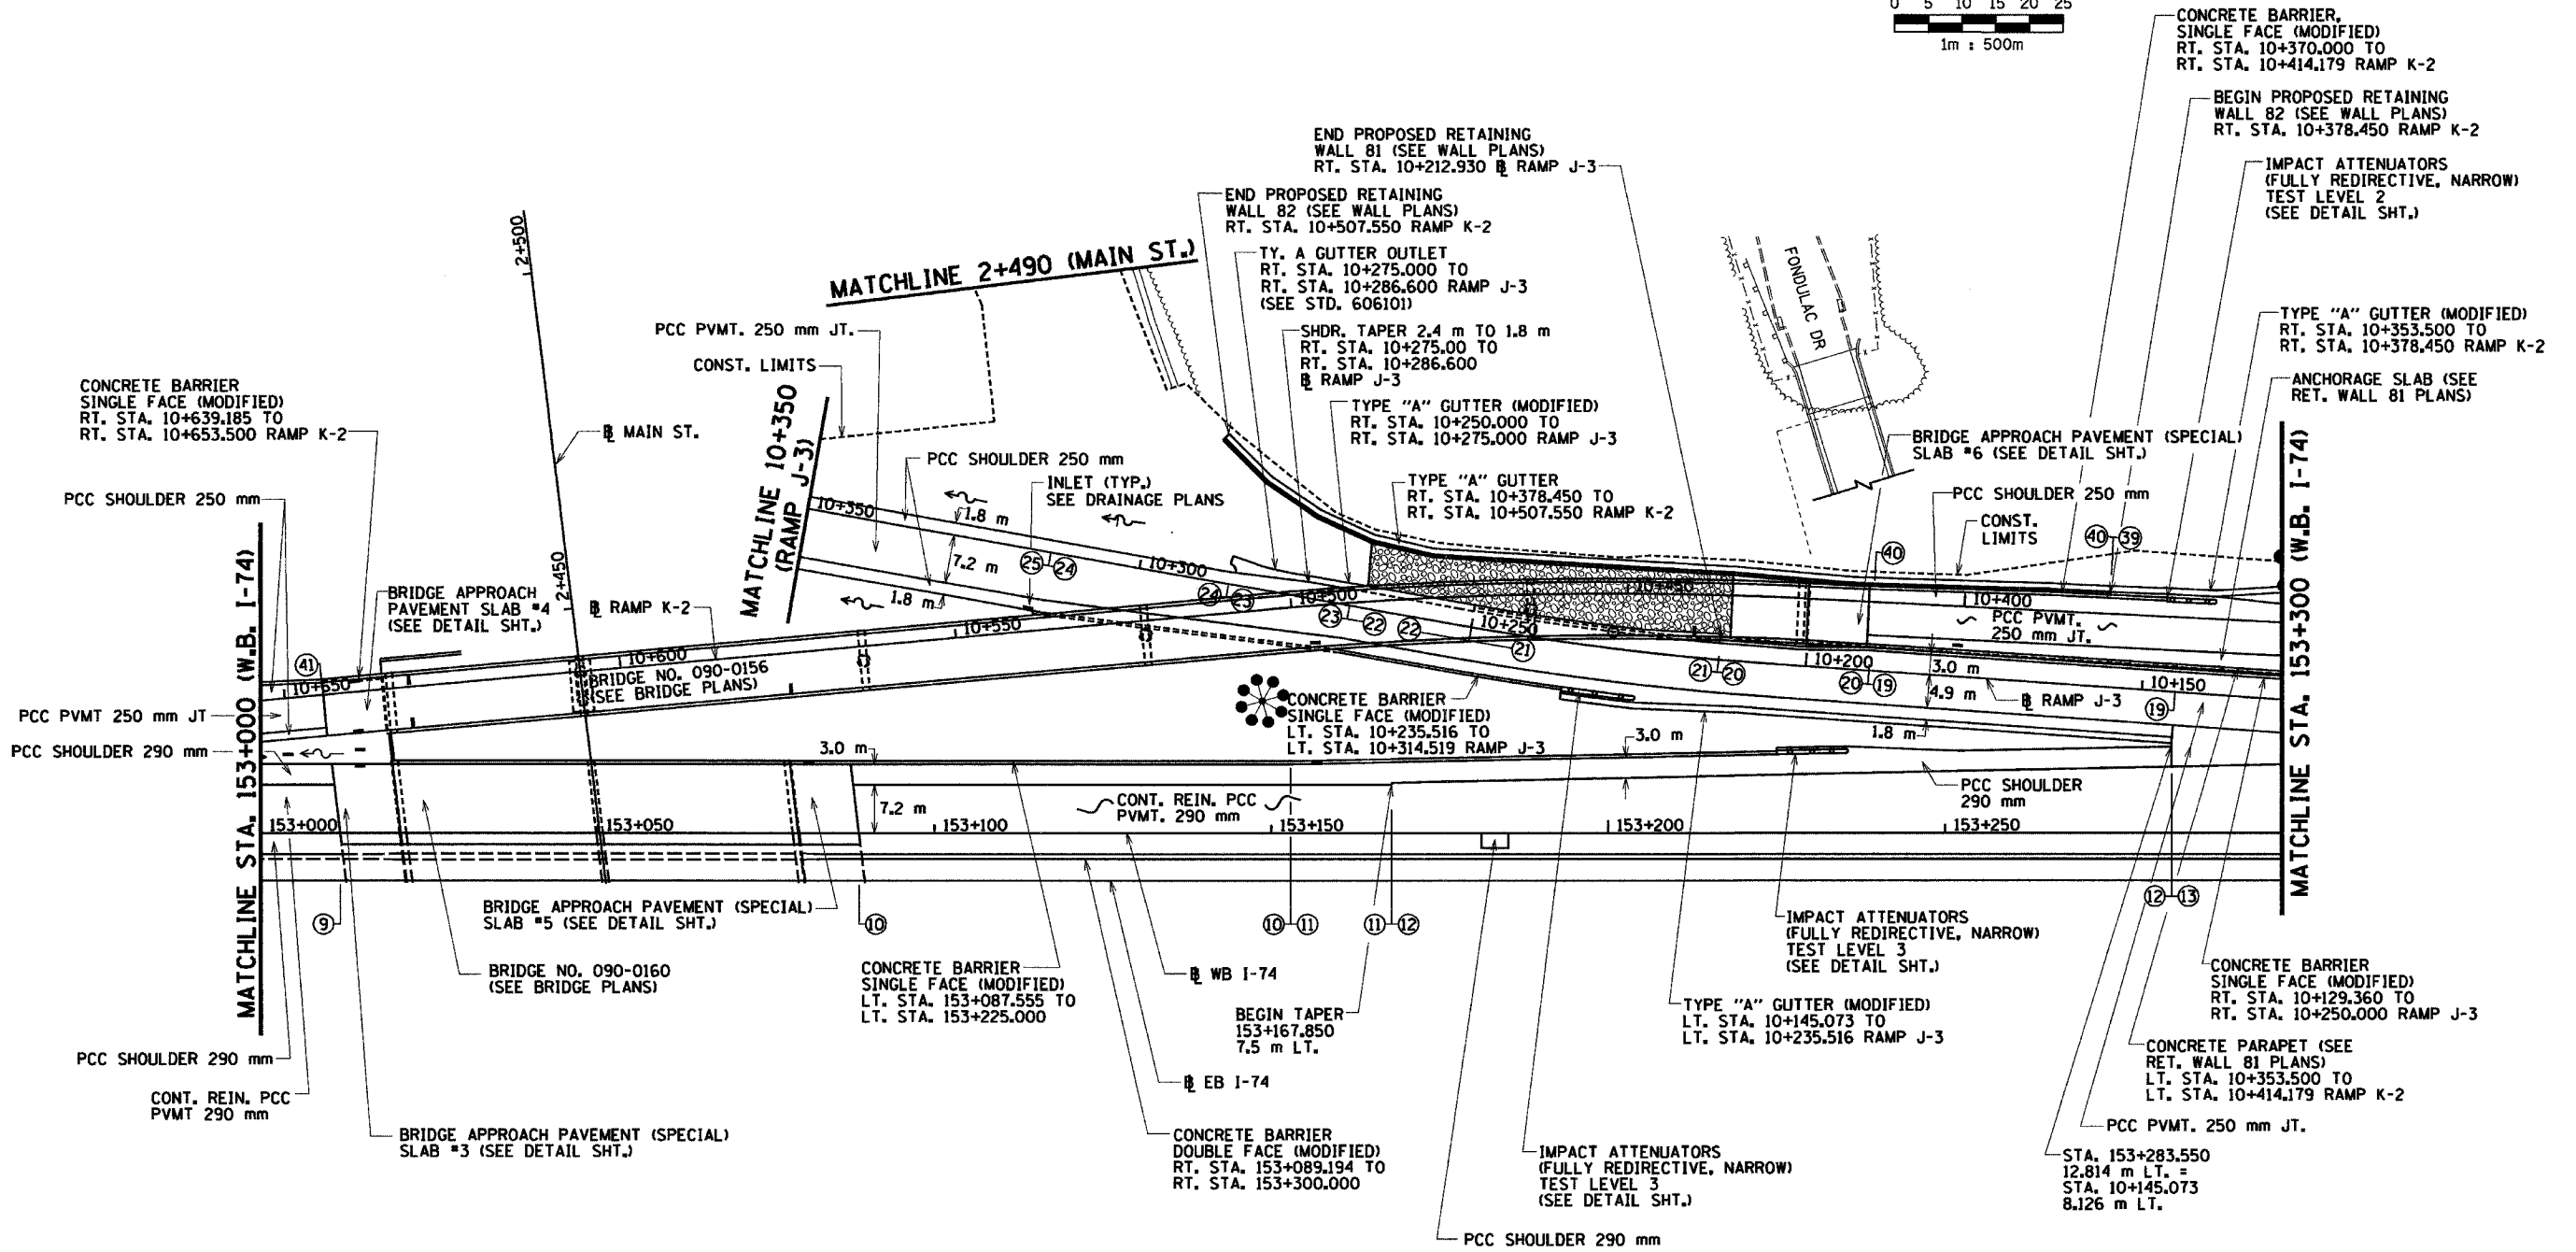 0 5 10 15 20 25
1m : 500m
CONCRETE BARRIER,
SINGLE FACE (MODIFIED)
RT. STA. 10+370.000 TO
RT. STA. 10+414.179 RAMP K-2
BEGIN PROPOSED RETAINING
WALL 82 (SEE WALL PLANS)
RT. STA. 10+378.450 RAMP K-2
IMPACT ATTENUATORS
(FULLY REDIRECTIVE, NARROW)
TEST LEVEL 2
(SEE DETAIL SHT.)
TYPE "A" GUTTER (MODIFIED)
RT. STA. 10+353.500 TO
RT. STA. 10+378.450 RAMP K-2
ANCHORAGE SLAB (SEE
RET. WALL 81 PLANS)
END PROPOSED RETAINING
WALL 81 (SEE WALL PLANS)
RT. STA. 10+212.930 ℄ RAMP J-3
END PROPOSED RETAINING
WALL 82 (SEE WALL PLANS)
RT. STA. 10+507.550 RAMP K-2
TY. A GUTTER OUTLET
RT. STA. 10+275.000 TO
RT. STA. 10+286.600 RAMP J-3
(SEE STD. 606101)
SHDR. TAPER 2.4 m TO 1.8 m
RT. STA. 10+275.00 TO
RT. STA. 10+286.600
℄ RAMP J-3
TYPE "A" GUTTER (MODIFIED)
RT. STA. 10+250.000 TO
RT. STA. 10+275.000 RAMP J-3
TYPE "A" GUTTER
RT. STA. 10+378.450 TO
RT. STA. 10+507.550 RAMP K-2
FONDULAC DR
BRIDGE APPROACH PAVEMENT (SPECIAL)
SLAB #6 (SEE DETAIL SHT.)
PCC SHOULDER 250 mm
CONST.
LIMITS
40
40 39
MATCHLINE 2+490 (MAIN ST.)
2+500
2+450
PCC PVMT. 250 mm JT.
CONST. LIMITS
MATCHLINE 10+350
(RAMP J-3)
℄ MAIN ST.
PCC SHOULDER 250 mm
INLET (TYP.)
SEE DRAINAGE PLANS
CONCRETE BARRIER
SINGLE FACE (MODIFIED)
RT. STA. 10+639.185 TO
RT. STA. 10+653.500 RAMP K-2
PCC SHOULDER 250 mm
BRIDGE APPROACH
PAVEMENT SLAB #4
(SEE DETAIL SHT.)
℄ RAMP K-2
10+350
1.8 m
7.2 m
1.8 m
25 24
10+300
24 23
10+500
23 22
22
10+250
21
10+450
10+400
PCC PVMT.
250 mm JT.
21 20
10+200
20 19
3.0 m
4.9 m
℄ RAMP J-3
10+150
19
1.8 m
41
10+650
10+600
10+550
BRIDGE NO. 090-0156
(SEE BRIDGE PLANS)
PCC PVMT 250 mm JT
PCC SHOULDER 290 mm
3.0 m
7.2 m
CONCRETE BARRIER
SINGLE FACE (MODIFIED)
LT. STA. 10+235.516 TO
LT. STA. 10+314.519 RAMP J-3
3.0 m
PCC SHOULDER
290 mm
CONT. REIN. PCC
PVMT. 290 mm
153+000
153+050
153+100
153+150
153+200
153+250
MATCHLINE STA. 153+000 (W.B. I-74)
MATCHLINE STA. 153+300 (W.B. I-74)
9
10
10 11
11 12
12 13
BRIDGE APPROACH PAVEMENT (SPECIAL)
SLAB #5 (SEE DETAIL SHT.)
BRIDGE NO. 090-0160
(SEE BRIDGE PLANS)
CONCRETE BARRIER
SINGLE FACE (MODIFIED)
LT. STA. 153+087.555 TO
LT. STA. 153+225.000
℄ WB I-74
BEGIN TAPER
153+167.850
7.5 m LT.
℄ EB I-74
IMPACT ATTENUATORS
(FULLY REDIRECTIVE, NARROW)
TEST LEVEL 3
(SEE DETAIL SHT.)
TYPE "A" GUTTER (MODIFIED)
LT. STA. 10+145.073 TO
LT. STA. 10+235.516 RAMP J-3
CONCRETE BARRIER
SINGLE FACE (MODIFIED)
RT. STA. 10+129.360 TO
RT. STA. 10+250.000 RAMP J-3
CONCRETE PARAPET (SEE
RET. WALL 81 PLANS)
LT. STA. 10+353.500 TO
LT. STA. 10+414.179 RAMP K-2
PCC PVMT. 250 mm JT.
STA. 153+283.550
12.814 m LT. =
STA. 10+145.073
8.126 m LT.
PCC SHOULDER 290 mm
CONT. REIN. PCC
PVMT 290 mm
BRIDGE APPROACH PAVEMENT (SPECIAL)
SLAB #3 (SEE DETAIL SHT.)
CONCRETE BARRIER
DOUBLE FACE (MODIFIED)
RT. STA. 153+089.194 TO
RT. STA. 153+300.000
IMPACT ATTENUATORS
(FULLY REDIRECTIVE, NARROW)
TEST LEVEL 3
(SEE DETAIL SHT.)
PCC SHOULDER 290 mm